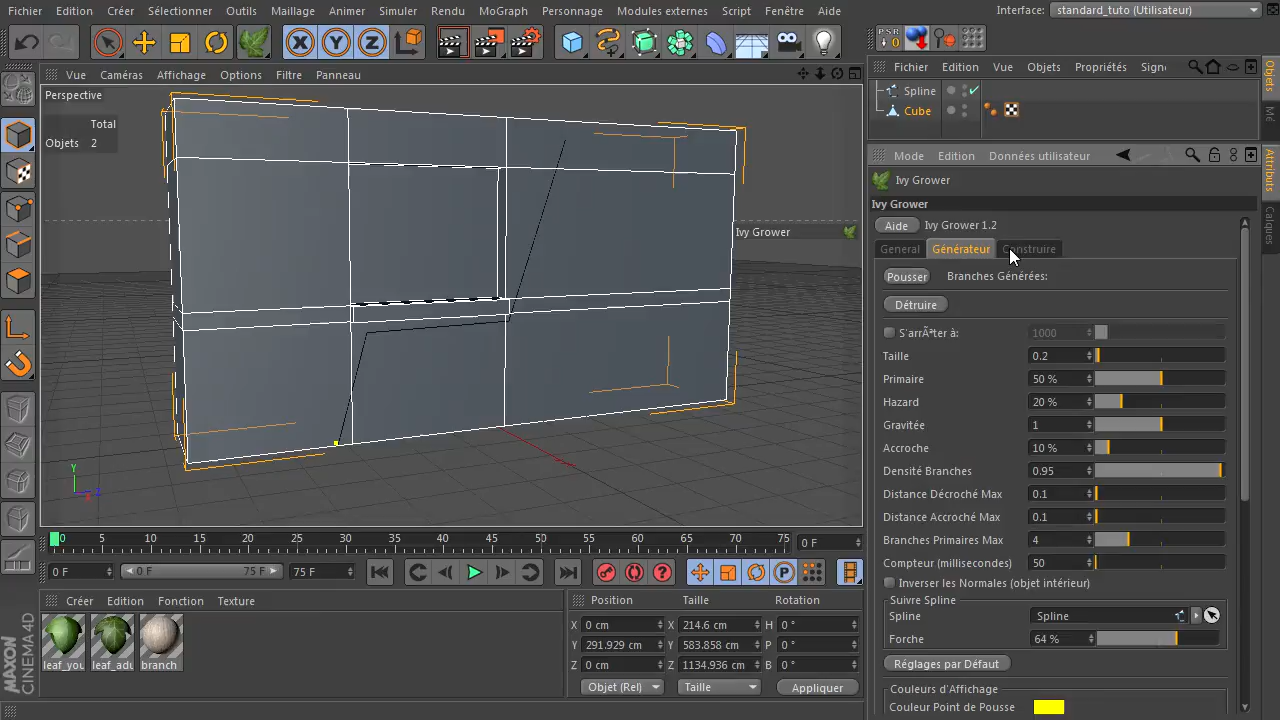 Fichier Edition Créer Sélectionner Outils Maillage Animer Simuler Rendu MoGraph Personnage Modules externes Script Fenêtre Aide Interface: standard_tuto (Utilisateur)
X Y Z PSR 0
Vue Caméras Affichage Options Filtre Panneau
Fichier Edition Vue Objets Propriétés Sign
Perspective
Total
Objets 2
Spline
Cube
Objets
Mé
Mode Edition Données utilisateur
Attributs
Calques
Ivy Grower
Ivy Grower
Aide Ivy Grower 1.2
Ivy Grower
General Générateur Construire
Pousser Branches Générées:
Détruire
S'arrÃªter à: 1000
Taille 0.2
Primaire 50 %
Hazard 20 %
Gravitée 1
Accroche 10 %
Densité Branches 0.95
Distance Décroché Max 0.1
Distance Accroché Max 0.1
Branches Primaires Max 4
Compteur (millisecondes) 50
Inverser les Normales (objet intérieur)
Suivre Spline
Spline Spline
Forche 64 %
Réglages par Défaut
Couleurs d'Affichage
Couleur Point de Pousse
Y
X Z
0 5 10 15 20 25 30 35 40 45 50 55 60 65 70 75 0 F
0 F 0 F 75 F 75 F
P
Créer Edition Fonction Texture
leaf_you leaf_adu branch
Position Taille Rotation
X 0 cm X 214.6 cm H 0 °
Y 291.929 cm Y 583.858 cm P 0 °
Z 0 cm Z 1134.936 cm B 0 °
Objet (Rel) Taille Appliquer
MAXON
CINEMA 4D